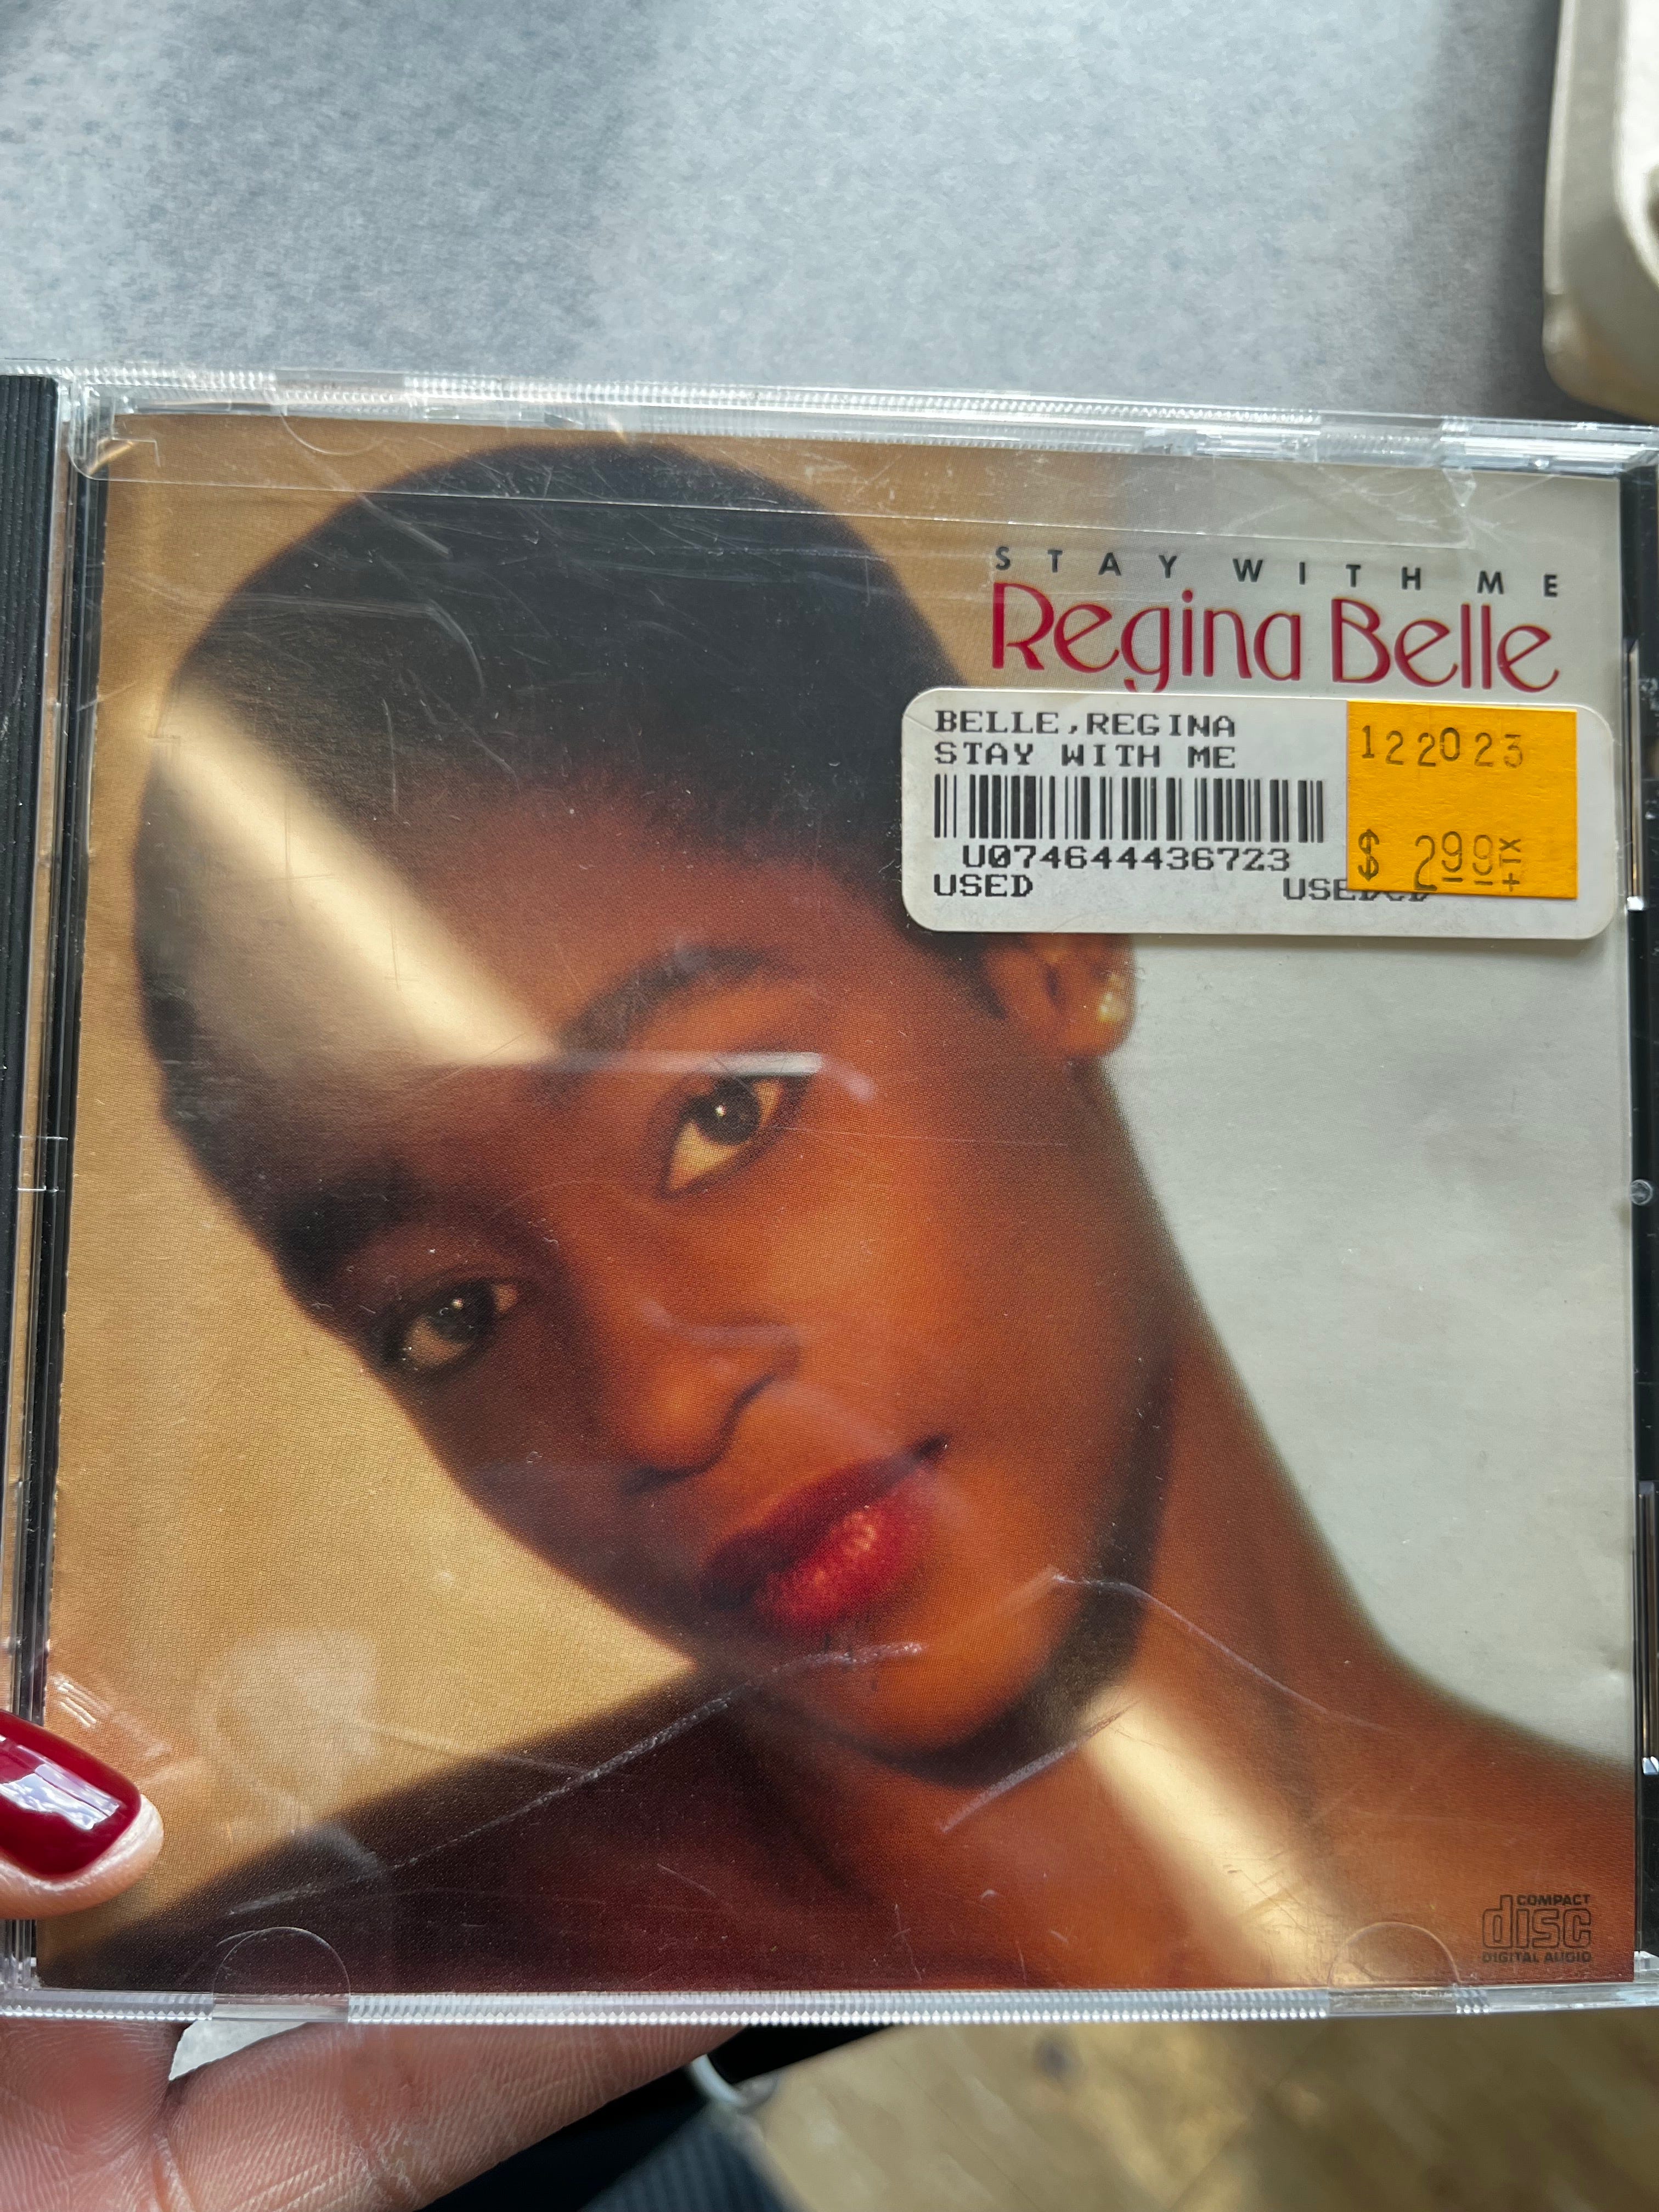 STAY WITH ME
Regina Belle
BELLE,REGINA
STAY WITH ME
122023
U074644436723
$ 2.99 +TX
USED
COMPACT
disc
DIGITAL AUDIO